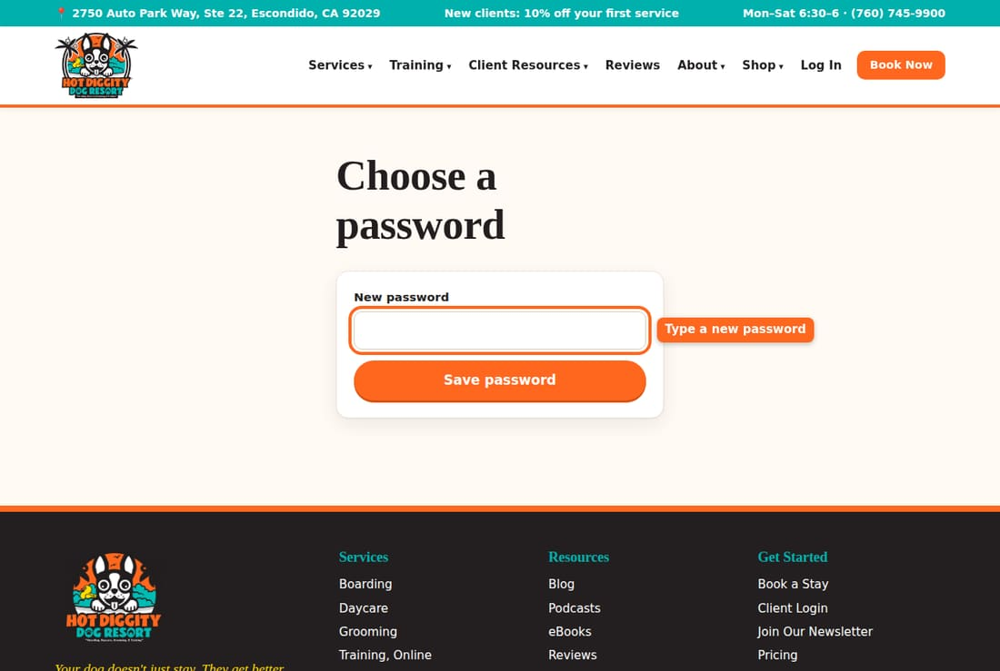 📍 2750 Auto Park Way, Ste 22, Escondido, CA 92029
New clients: 10% off your first service
Mon–Sat 6:30–6 · (760) 745-9900
HOT DIGGITY
DOG RESORT
Services ▾
Training ▾
Client Resources ▾
Reviews
About ▾
Shop ▾
Log In
Book Now
Choose a
password
New password
Type a new password
Save password
HOT DIGGITY
DOG RESORT
Your dog doesn't just stay. They get better.
Services
Boarding
Daycare
Grooming
Training, Online
Resources
Blog
Podcasts
eBooks
Reviews
Get Started
Book a Stay
Client Login
Join Our Newsletter
Pricing